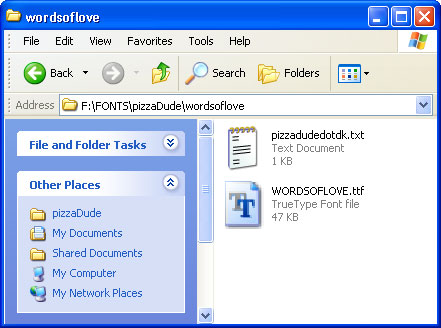 wordsoflove
File Edit View Favorites Tools Help
Back Search Folders
Address F:\FONTS\pizzaDude\wordsoflove
File and Folder Tasks
Other Places
pizzaDude
My Documents
Shared Documents
My Computer
My Network Places
pizzadudedotdk.txt
Text Document
1 KB
WORDSOFLOVE.ttf
TrueType Font file
47 KB